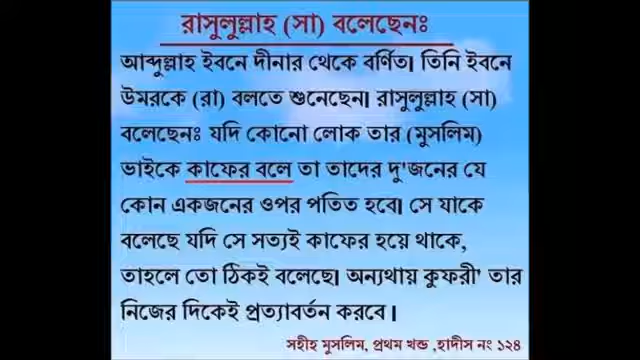 রাসুলুল্লাহ (সা) বলেছেনঃ
আব্দুল্লাহ ইবনে দীনার থেকে বর্ণিত। তিনি ইবনে
উমরকে (রা) বলতে শুনেছেন। রাসুলুল্লাহ (সা)
বলেছেনঃ যদি কোনো লোক তার (মুসলিম)
ভাইকে কাফের বলে তা তাদের দু'জনের যে
কোন একজনের ওপর পতিত হবে। সে যাকে
বলেছে যদি সে সত্যই কাফের হয়ে থাকে,
তাহলে তো ঠিকই বলেছে। অন্যথায় কুফরী' তার
নিজের দিকেই প্রত্যাবর্তন করবে।
সহীহ মুসলিম, প্রথম খন্ড ,হাদীস নং ১২৪